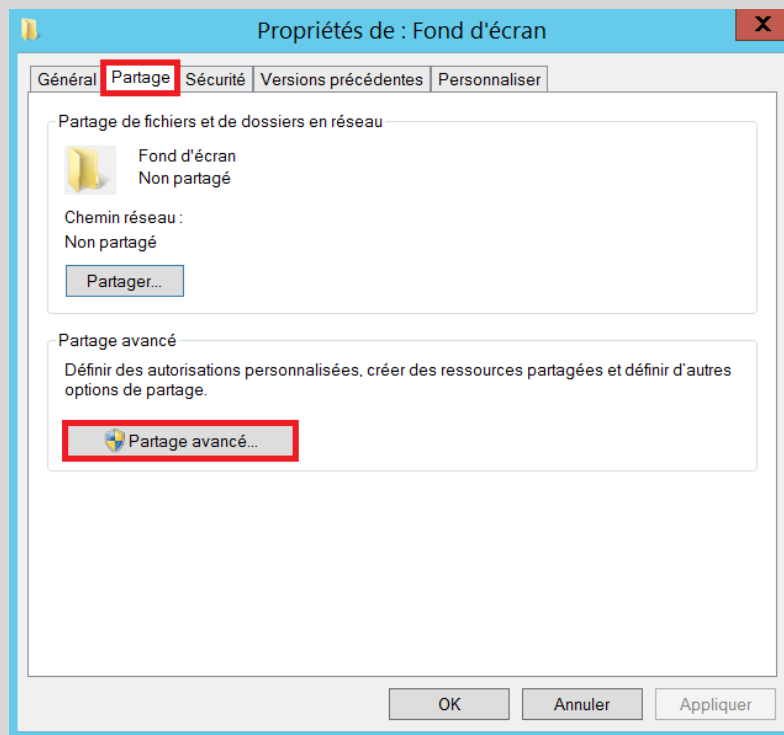 Propriétés de : Fond d'écran
X
Général Partage Sécurité Versions précédentes Personnaliser
Partage de fichiers et de dossiers en réseau
Fond d'écran
Non partagé
Chemin réseau :
Non partagé
Partager...
Partage avancé
Définir des autorisations personnalisées, créer des ressources partagées et définir d'autres
options de partage.
Partage avancé...
OK Annuler Appliquer